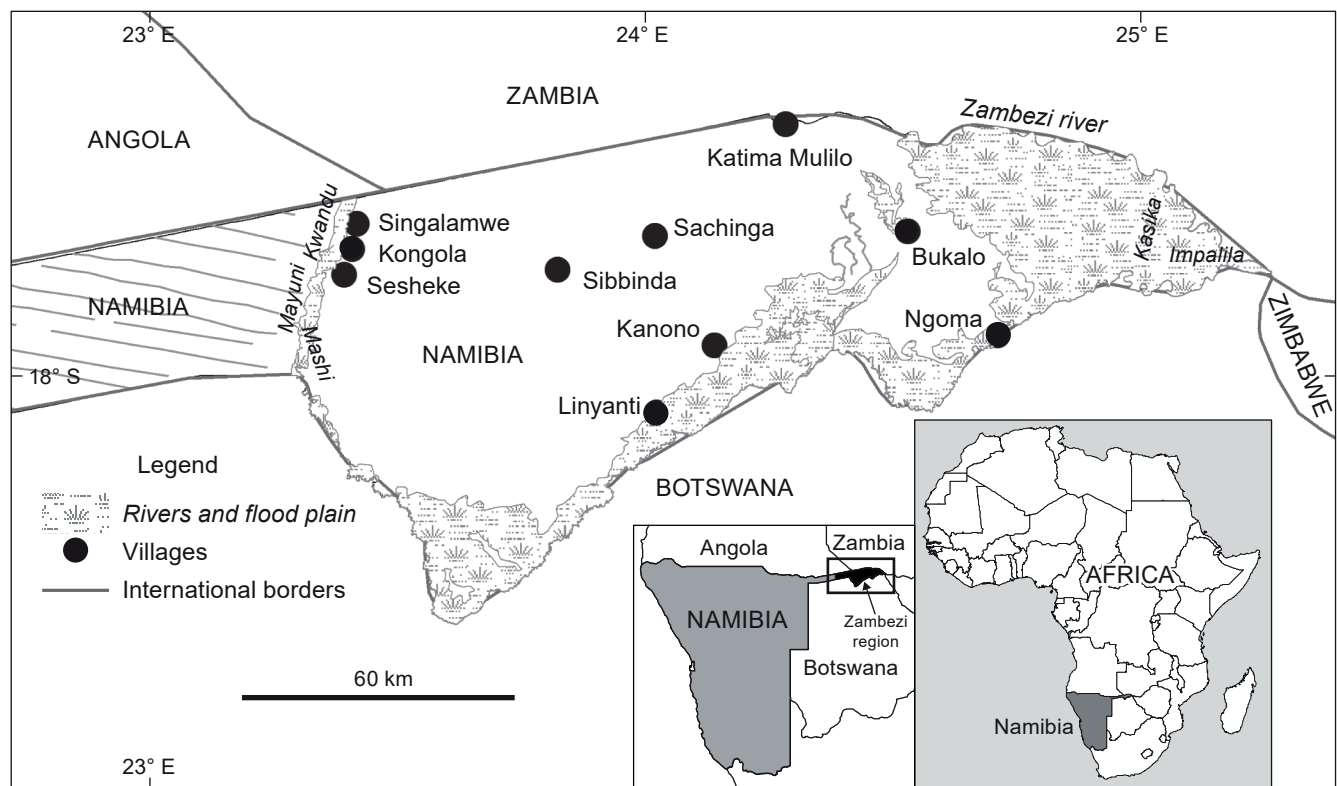 23° E
24° E
25° E
ZAMBIA
Zambezi river
ANGOLA
Katima Mulilo
Kwandu
Singalamwe
Sachinga
Kasika
Kongola
Bukalo
Impalila
Mayuni
Sesheke
Sibbinda
NAMIBIA
Ngoma
Kanono
ZIMBABWE
Mashi
NAMIBIA
18° S
Linyanti
Legend
BOTSWANA
Rivers and flood plain
Villages
International borders
60 km
23° E
Angola
Zambia
NAMIBIA
Zambezi
region
Botswana
AFRICA
Namibia